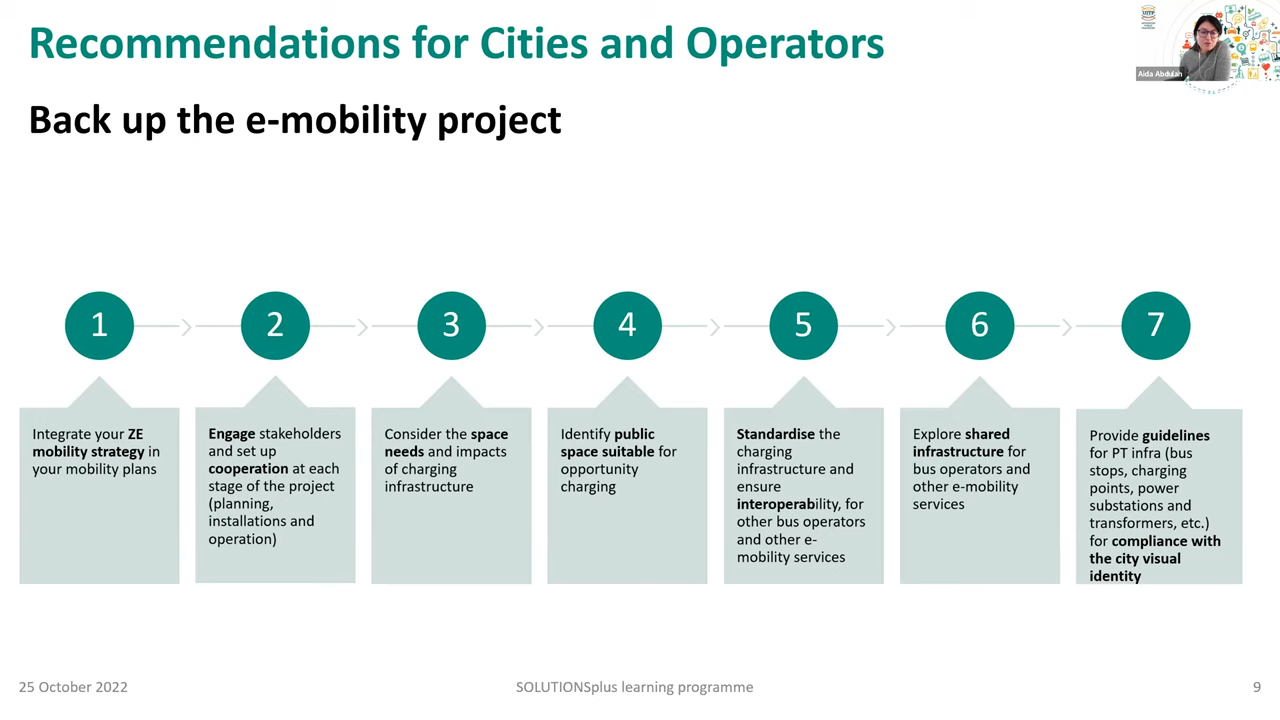 Recommendations for Cities and Operators
Back up the e-mobility project
UITP
Aida Abdulah
1
2
3
4
5
6
7
Integrate your ZE
mobility strategy in
your mobility plans
Engage stakeholders
and set up
cooperation at each
stage of the project
(planning,
installations and
operation)
Consider the space
needs and impacts
of charging
infrastructure
Identify public
space suitable for
opportunity
charging
Standardise the
charging
infrastructure and
ensure
interoperability, for
other bus operators
and other e-
mobility services
Explore shared
infrastructure for
bus operators and
other e-mobility
services
Provide guidelines
for PT infra (bus
stops, charging
points, power
substations and
transformers, etc.)
for compliance with
the city visual
identity
25 October 2022
SOLUTIONSplus learning programme
9